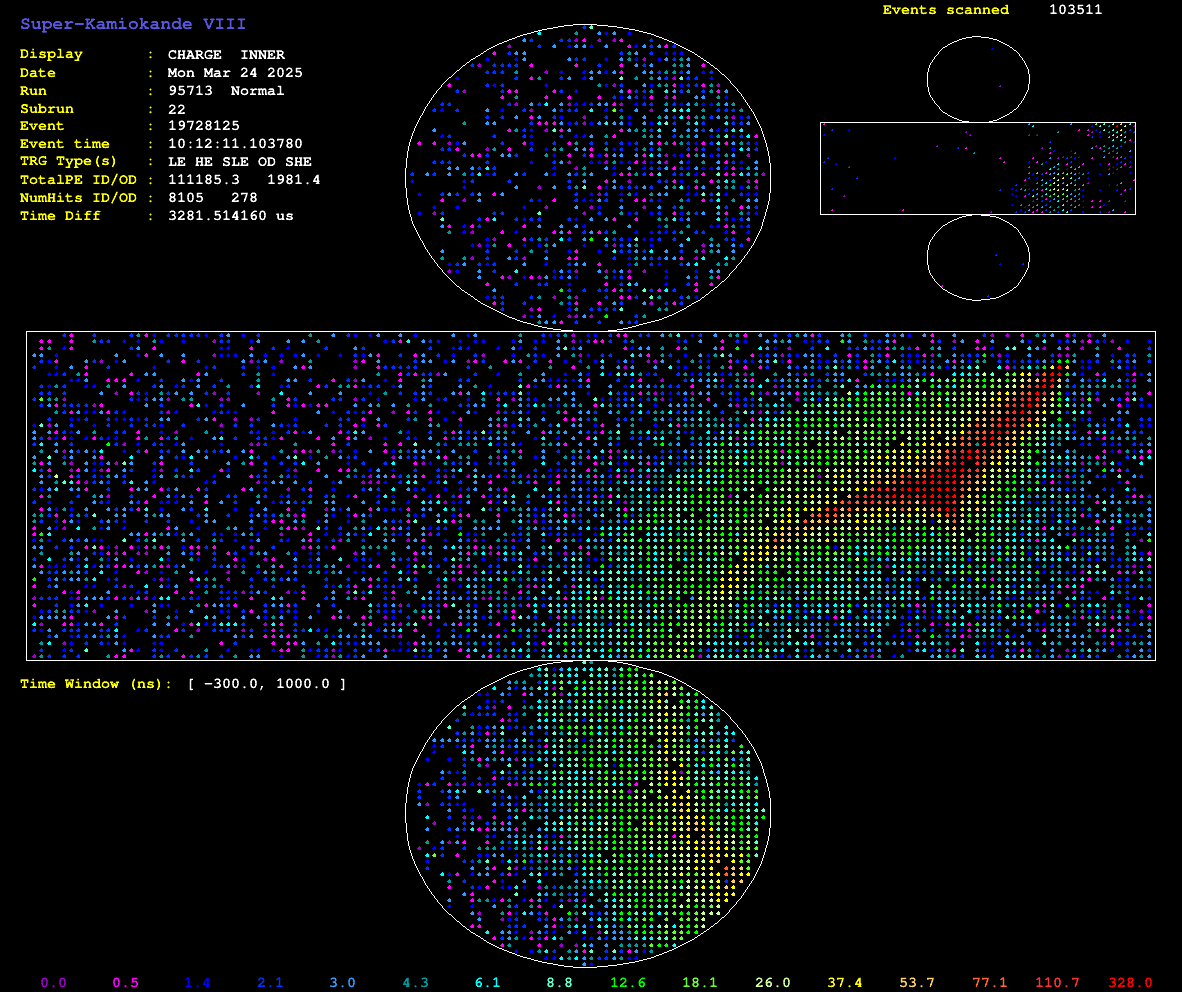 Super-Kamiokande VIII
Events scanned 103511
Display : CHARGE INNER
Date : Mon Mar 24 2025
Run : 95713 Normal
Subrun : 22
Event : 19728125
Event time : 10:12:11.103780
TRG Type(s) : LE HE SLE OD SHE
TotalPE ID/OD : 111185.3 1981.4
NumHits ID/OD : 8105 278
Time Diff : 3281.514160 us
Time Window (ns): [ -300.0, 1000.0 ]
0.0 0.5 1.4 2.1 3.0 4.3 6.1 8.8 12.6 18.1 26.0 37.4 53.7 77.1 110.7 328.0